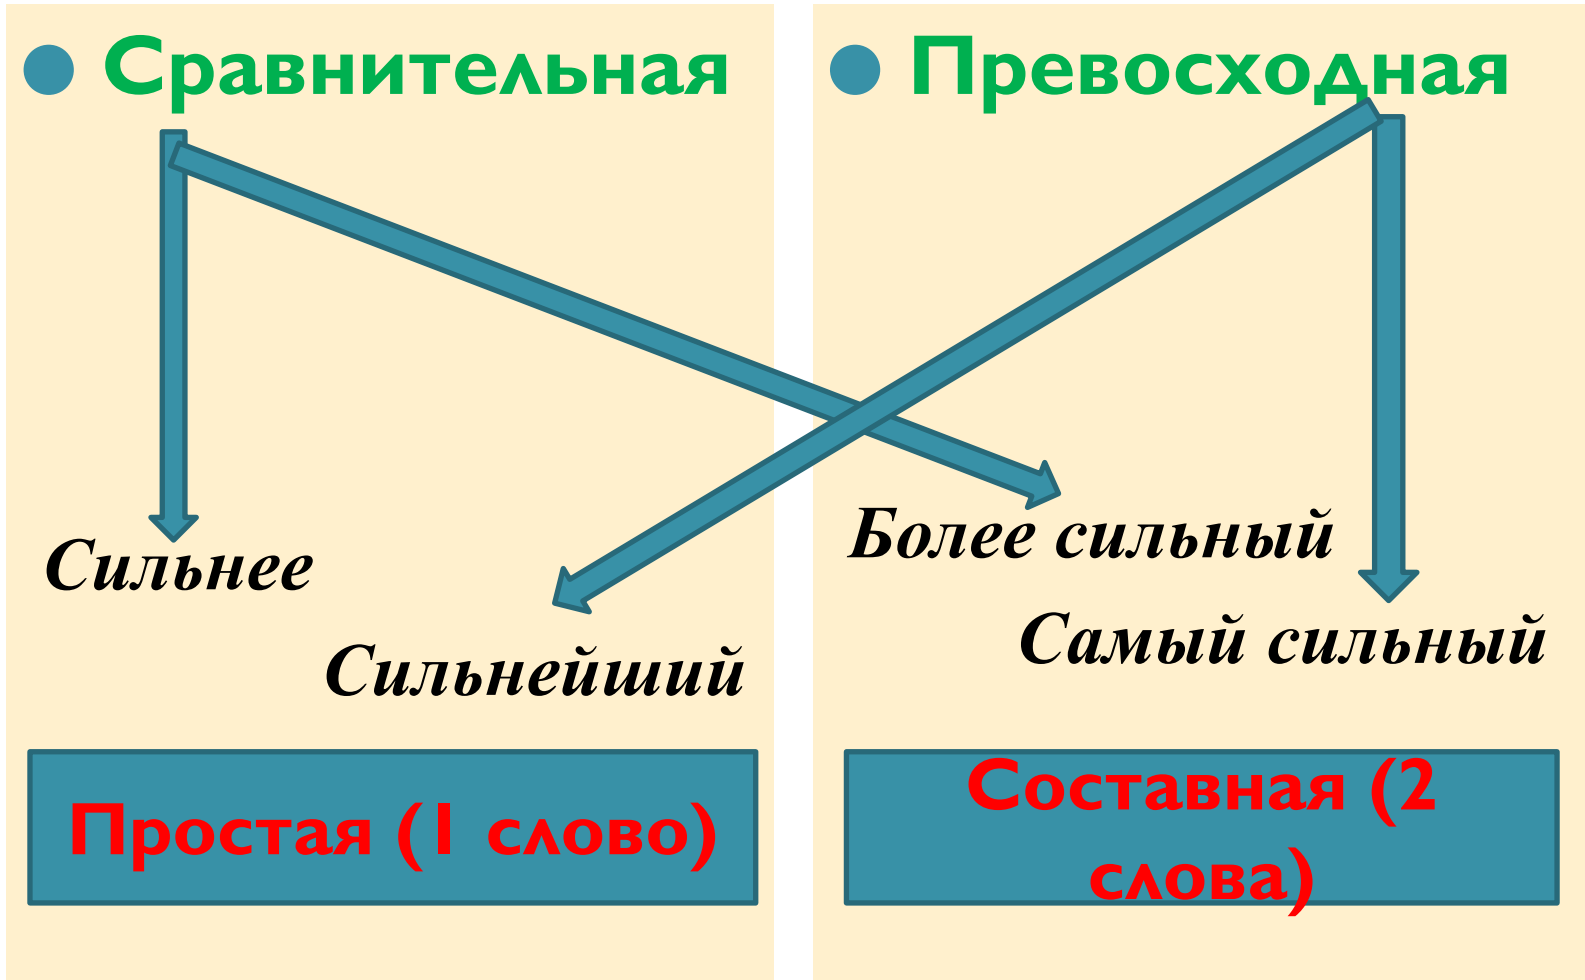 Сравнительная
Сильнее
Сильнейший
Простая (1 слово)
Превосходная
Более сильный
Самый сильный
Составная (2
слова)